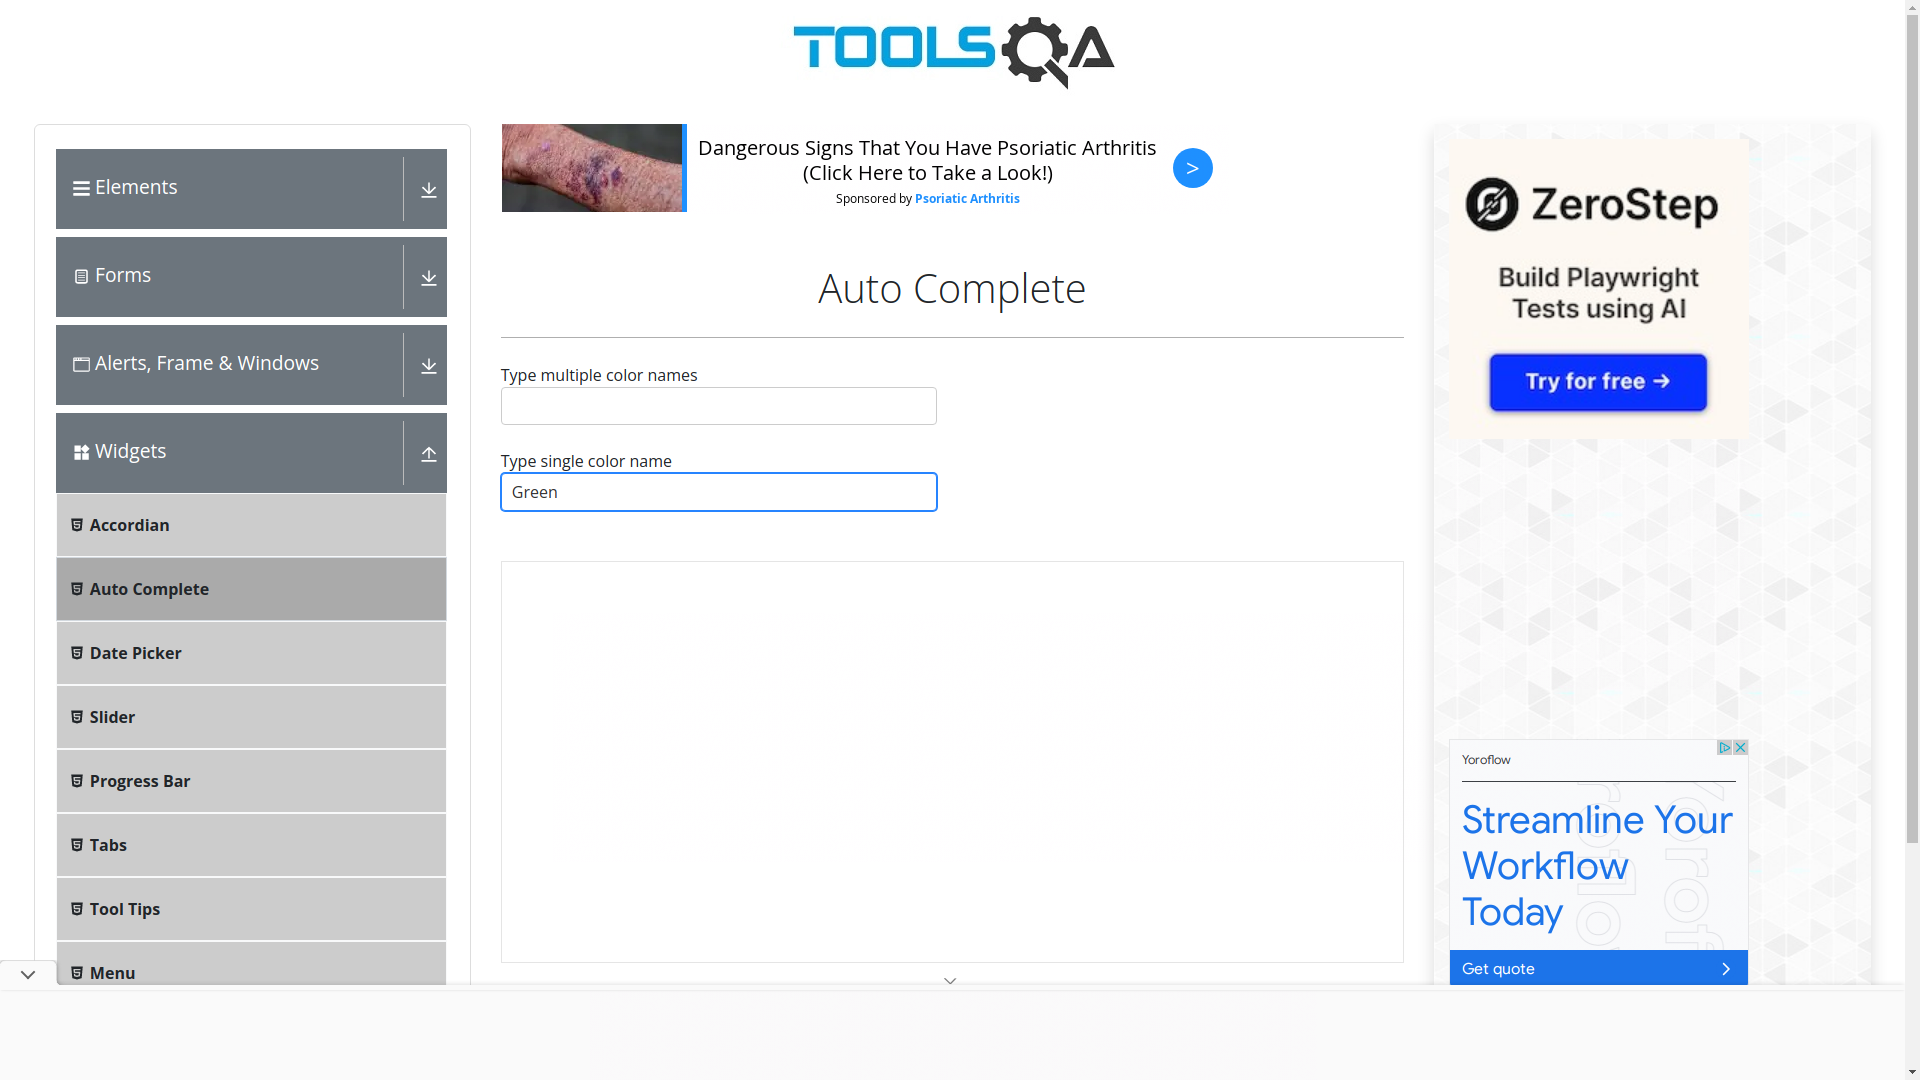 TOOLSQA
Elements
Forms
Alerts, Frame & Windows
Widgets
Accordian
Auto Complete
Date Picker
Slider
Progress Bar
Tabs
Tool Tips
Menu
Dangerous Signs That You Have Psoriatic Arthritis
(Click Here to Take a Look!)
Sponsored by Psoriatic Arthritis
>
Auto Complete
Type multiple color names
Type single color name
Green
ZeroStep
Build Playwright
Tests using AI
Try for free →
Yoroflow
Streamline Your
Workflow
Today
Get quote